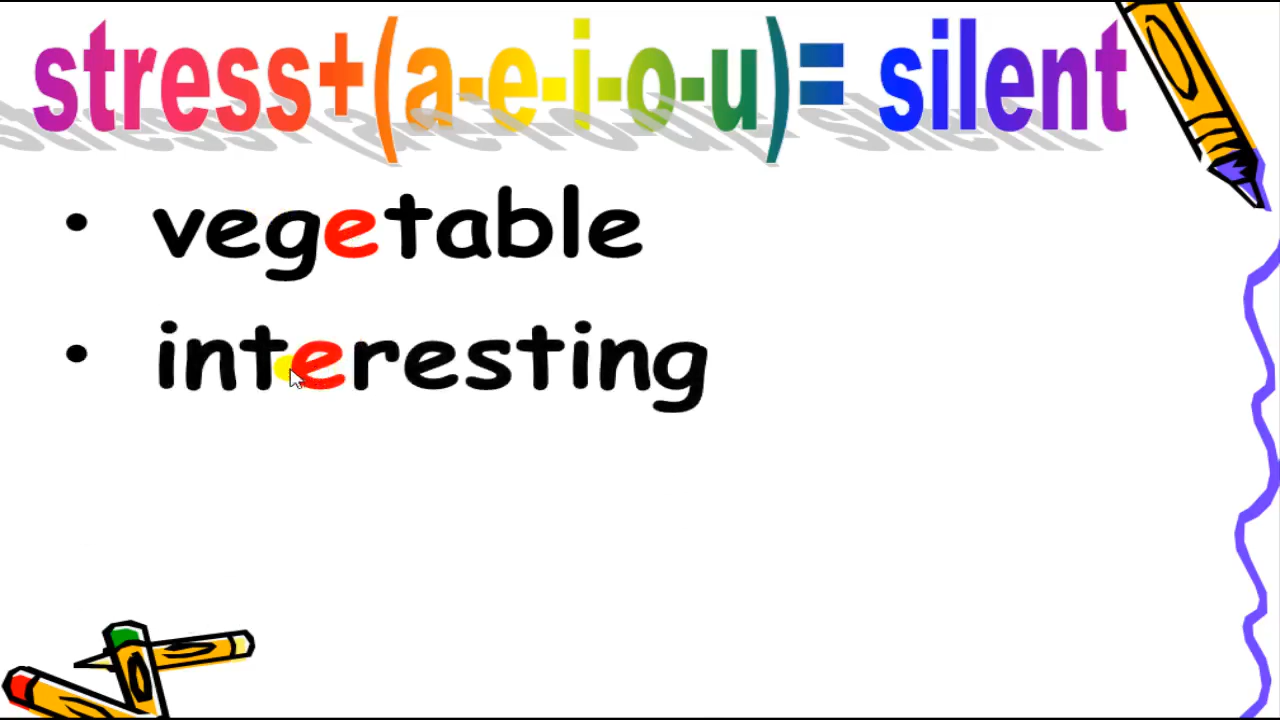 stress+(a-e-i-o-u)= silent
• vegetable
• interesting